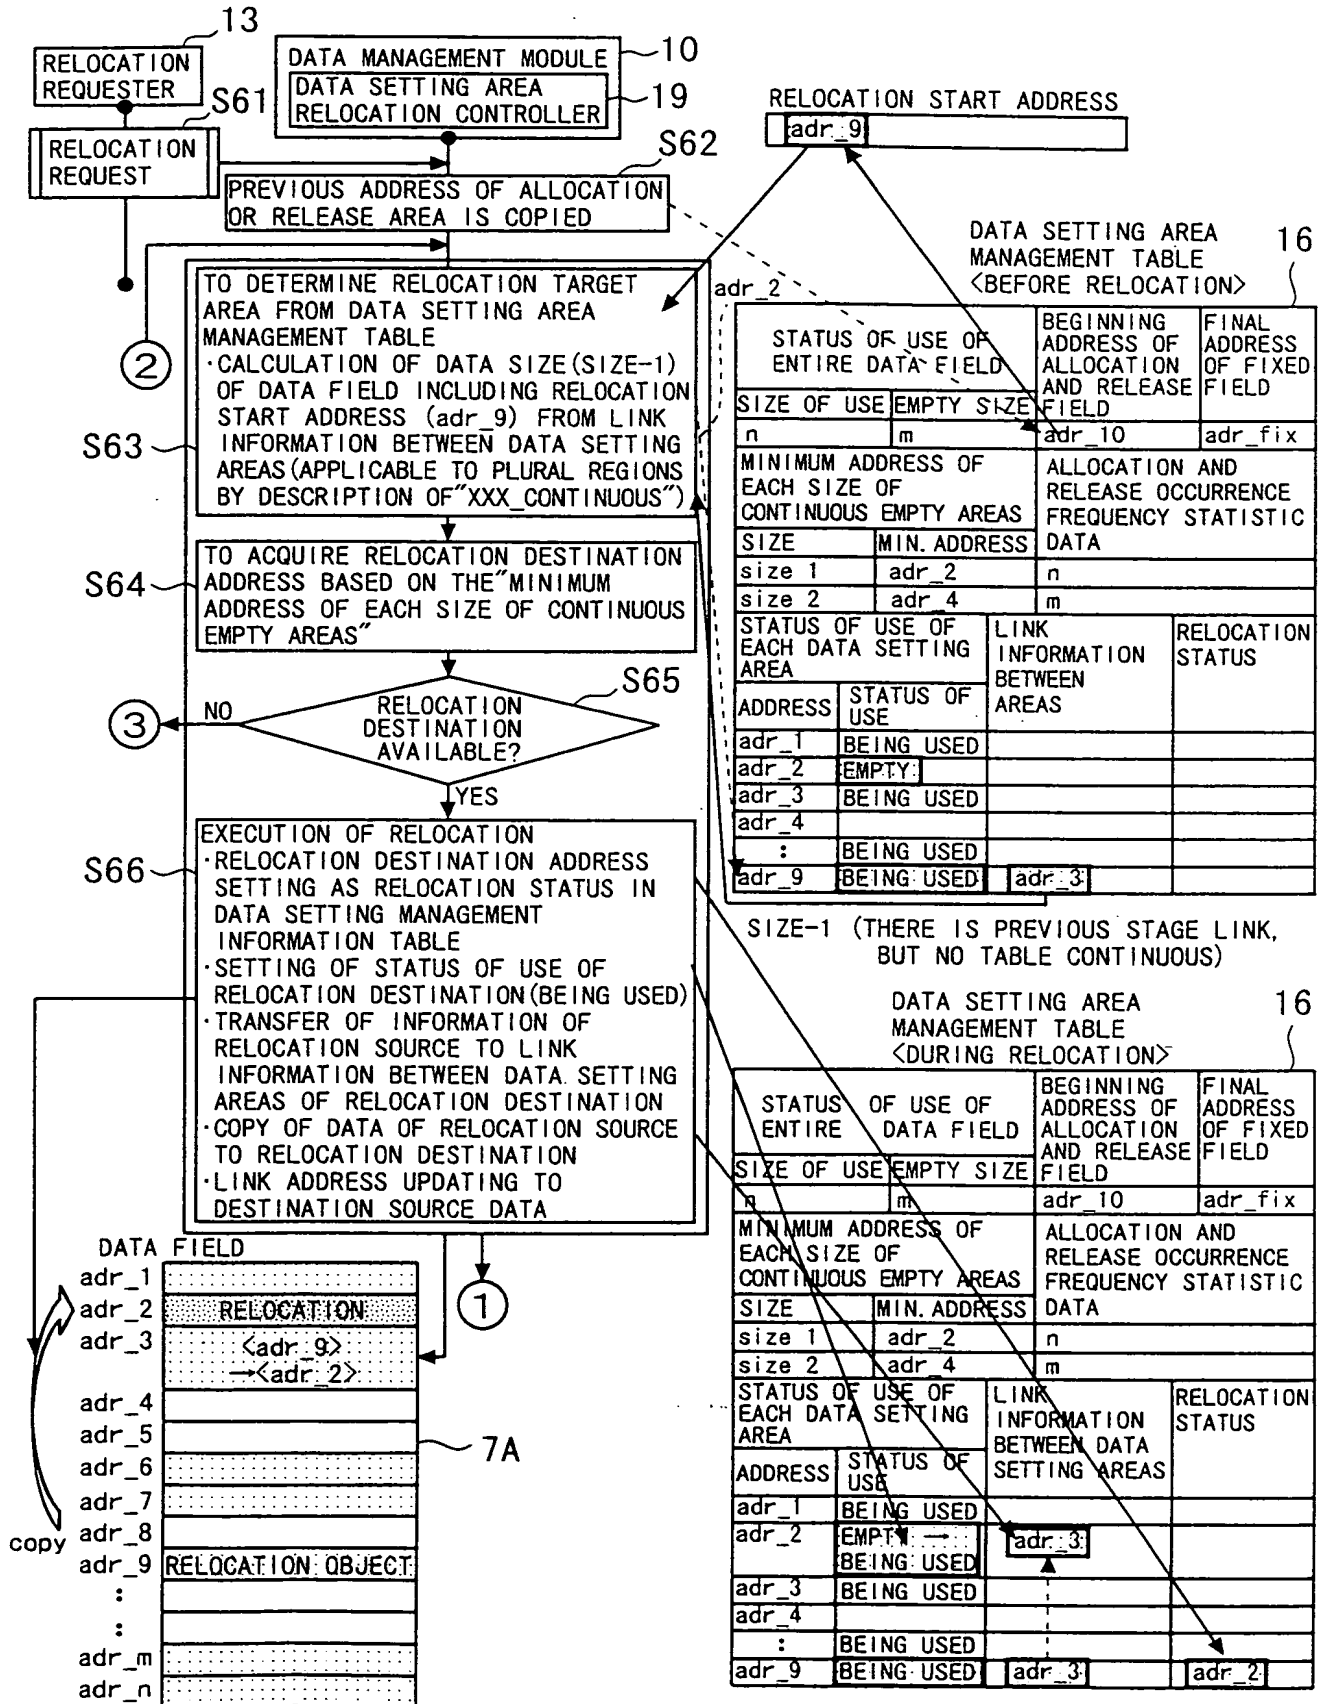 13
RELOCATION
REQUESTER
DATA MANAGEMENT MODULE
10
DATA SETTING AREA
RELOCATION CONTROLLER
19
S61
RELOCATION
REQUEST
S62
PREVIOUS ADDRESS OF ALLOCATION
OR RELEASE AREA IS COPIED
RELOCATION START ADDRESS
adr_9
2
S63
TO DETERMINE RELOCATION TARGET
AREA FROM DATA SETTING AREA
MANAGEMENT TABLE
·CALCULATION OF DATA SIZE(SIZE-1)
OF DATA FIELD INCLUDING RELOCATION
START ADDRESS (adr_9) FROM LINK
INFORMATION BETWEEN DATA SETTING
AREAS(APPLICABLE TO PLURAL REGIONS
BY DESCRIPTION OF"XXX_CONTINUOUS")
S64
TO ACQUIRE RELOCATION DESTINATION
ADDRESS BASED ON THE"MINIMUM
ADDRESS OF EACH SIZE OF CONTINUOUS
EMPTY AREAS"
S65
RELOCATION
DESTINATION
AVAILABLE?
NO
3
YES
S66
EXECUTION OF RELOCATION
·RELOCATION DESTINATION ADDRESS
SETTING AS RELOCATION STATUS IN
DATA SETTING MANAGEMENT
INFORMATION TABLE
·SETTING OF STATUS OF USE OF
RELOCATION DESTINATION(BEING USED)
·TRANSFER OF INFORMATION OF
RELOCATION SOURCE TO LINK
INFORMATION BETWEEN DATA SETTING
AREAS OF RELOCATION DESTINATION
·COPY OF DATA OF RELOCATION SOURCE
TO RELOCATION DESTINATION
·LINK ADDRESS UPDATING TO
DESTINATION SOURCE DATA
1
DATA FIELD
adr_1
adr_2 RELOCATION
adr_3 <adr_9>
→<adr_2>
adr_4
adr_5
adr_6
adr_7
adr_8
adr_9 RELOCATION OBJECT
:
:
adr_m
adr_n
copy
7A
DATA SETTING AREA
MANAGEMENT TABLE
<BEFORE RELOCATION>
16
adr_2
STATUS OF USE OF
ENTIRE DATA FIELD
BEGINNING
ADDRESS OF
ALLOCATION
AND RELEASE
FIELD
FINAL
ADDRESS
OF FIXED
FIELD
SIZE OF USE EMPTY SIZE
n m adr_10 adr_fix
MINIMUM ADDRESS OF
EACH SIZE OF
CONTINUOUS EMPTY AREAS
ALLOCATION AND
RELEASE OCCURRENCE
FREQUENCY STATISTIC
DATA
SIZE MIN. ADDRESS
size 1 adr_2 n
size 2 adr_4 m
STATUS OF USE OF
EACH DATA SETTING
AREA
LINK
INFORMATION
BETWEEN
AREAS
RELOCATION
STATUS
ADDRESS STATUS OF
USE
adr_1 BEING USED
adr_2 EMPTY
adr_3 BEING USED
adr_4
: BEING USED
adr_9 BEING USED adr_3
SIZE-1 (THERE IS PREVIOUS STAGE LINK,
BUT NO TABLE CONTINUOUS)
DATA SETTING AREA
MANAGEMENT TABLE
<DURING RELOCATION>
16
STATUS OF USE OF
ENTIRE DATA FIELD
BEGINNING
ADDRESS OF
ALLOCATION
AND RELEASE
FIELD
FINAL
ADDRESS
OF FIXED
FIELD
SIZE OF USE EMPTY SIZE
n m adr_10 adr_fix
MINIMUM ADDRESS OF
EACH SIZE OF
CONTINUOUS EMPTY AREAS
ALLOCATION AND
RELEASE OCCURRENCE
FREQUENCY STATISTIC
DATA
SIZE MIN. ADDRESS
size 1 adr_2 n
size 2 adr_4 m
STATUS OF USE OF
EACH DATA SETTING
AREA
LINK
INFORMATION
BETWEEN DATA
SETTING AREAS
RELOCATION
STATUS
ADDRESS STATUS OF
USE
adr_1 BEING USED
adr_2 EMPTY →
BEING USED
adr_3
adr_3 BEING USED
adr_4
: BEING USED
adr_9 BEING USED adr_3 adr_2